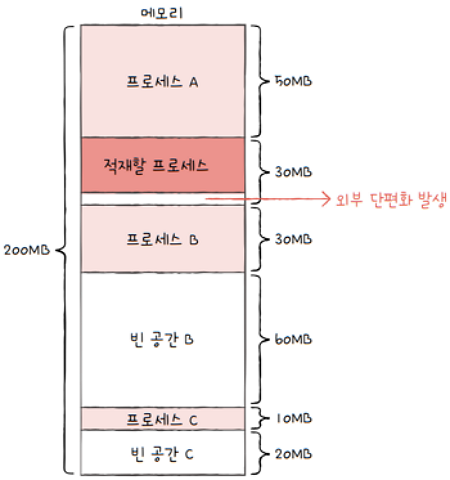 메모리
프로세스 A
50MB
적재할 프로세스
30MB
외부 단편화 발생
프로세스 B
30MB
200MB
빈 공간 B
60MB
프로세스 C
10MB
빈 공간 C
20MB